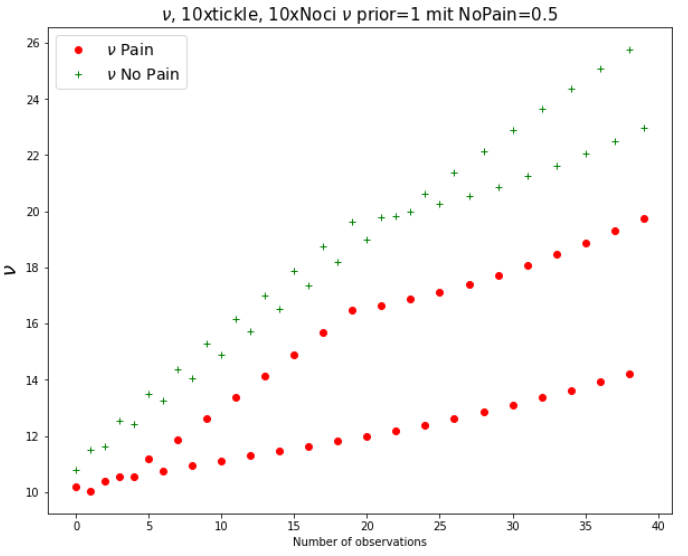 ν, 10xtickle, 10xNoci ν prior=1 mit NoPain=0.5
ν Pain
ν No Pain
26
24
22
20
18
16
14
12
10
ν
0 5 10 15 20 25 30 35 40
Number of observations